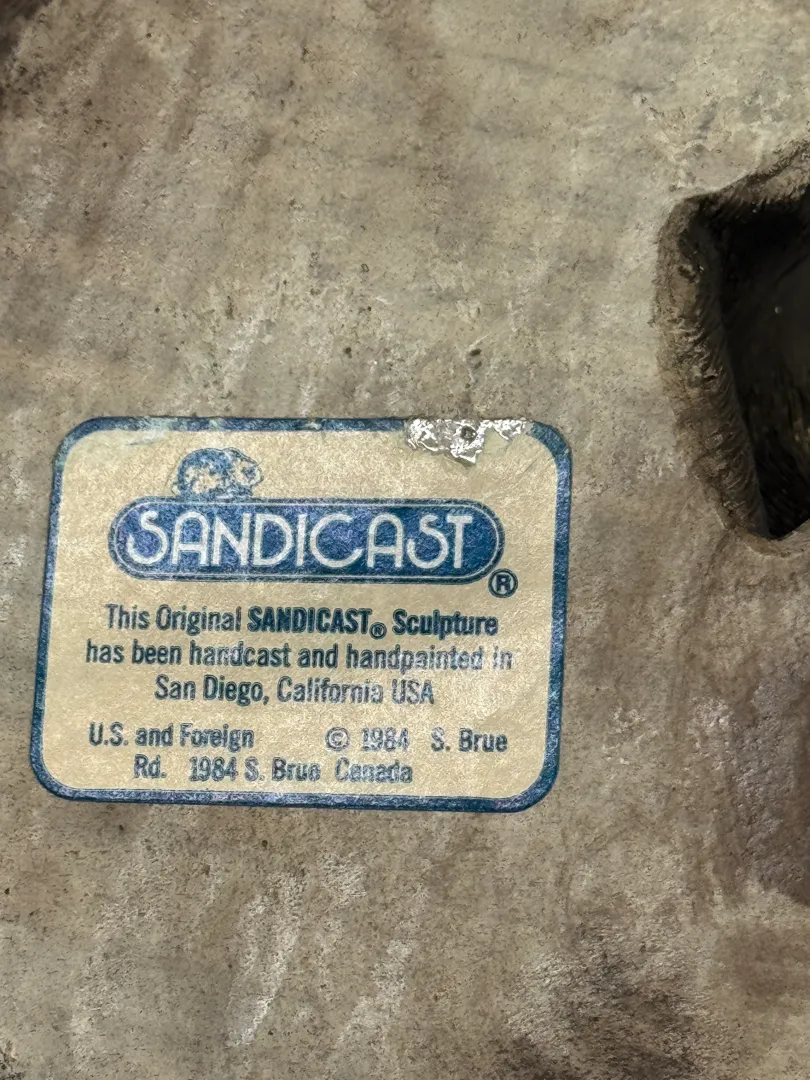 SANDICAST®
This Original SANDICAST® Sculpture
has been handcast and handpainted in
San Diego, California USA
U.S. and Foreign © 1984 S. Brue
Rd. 1984 S. Brue Canada